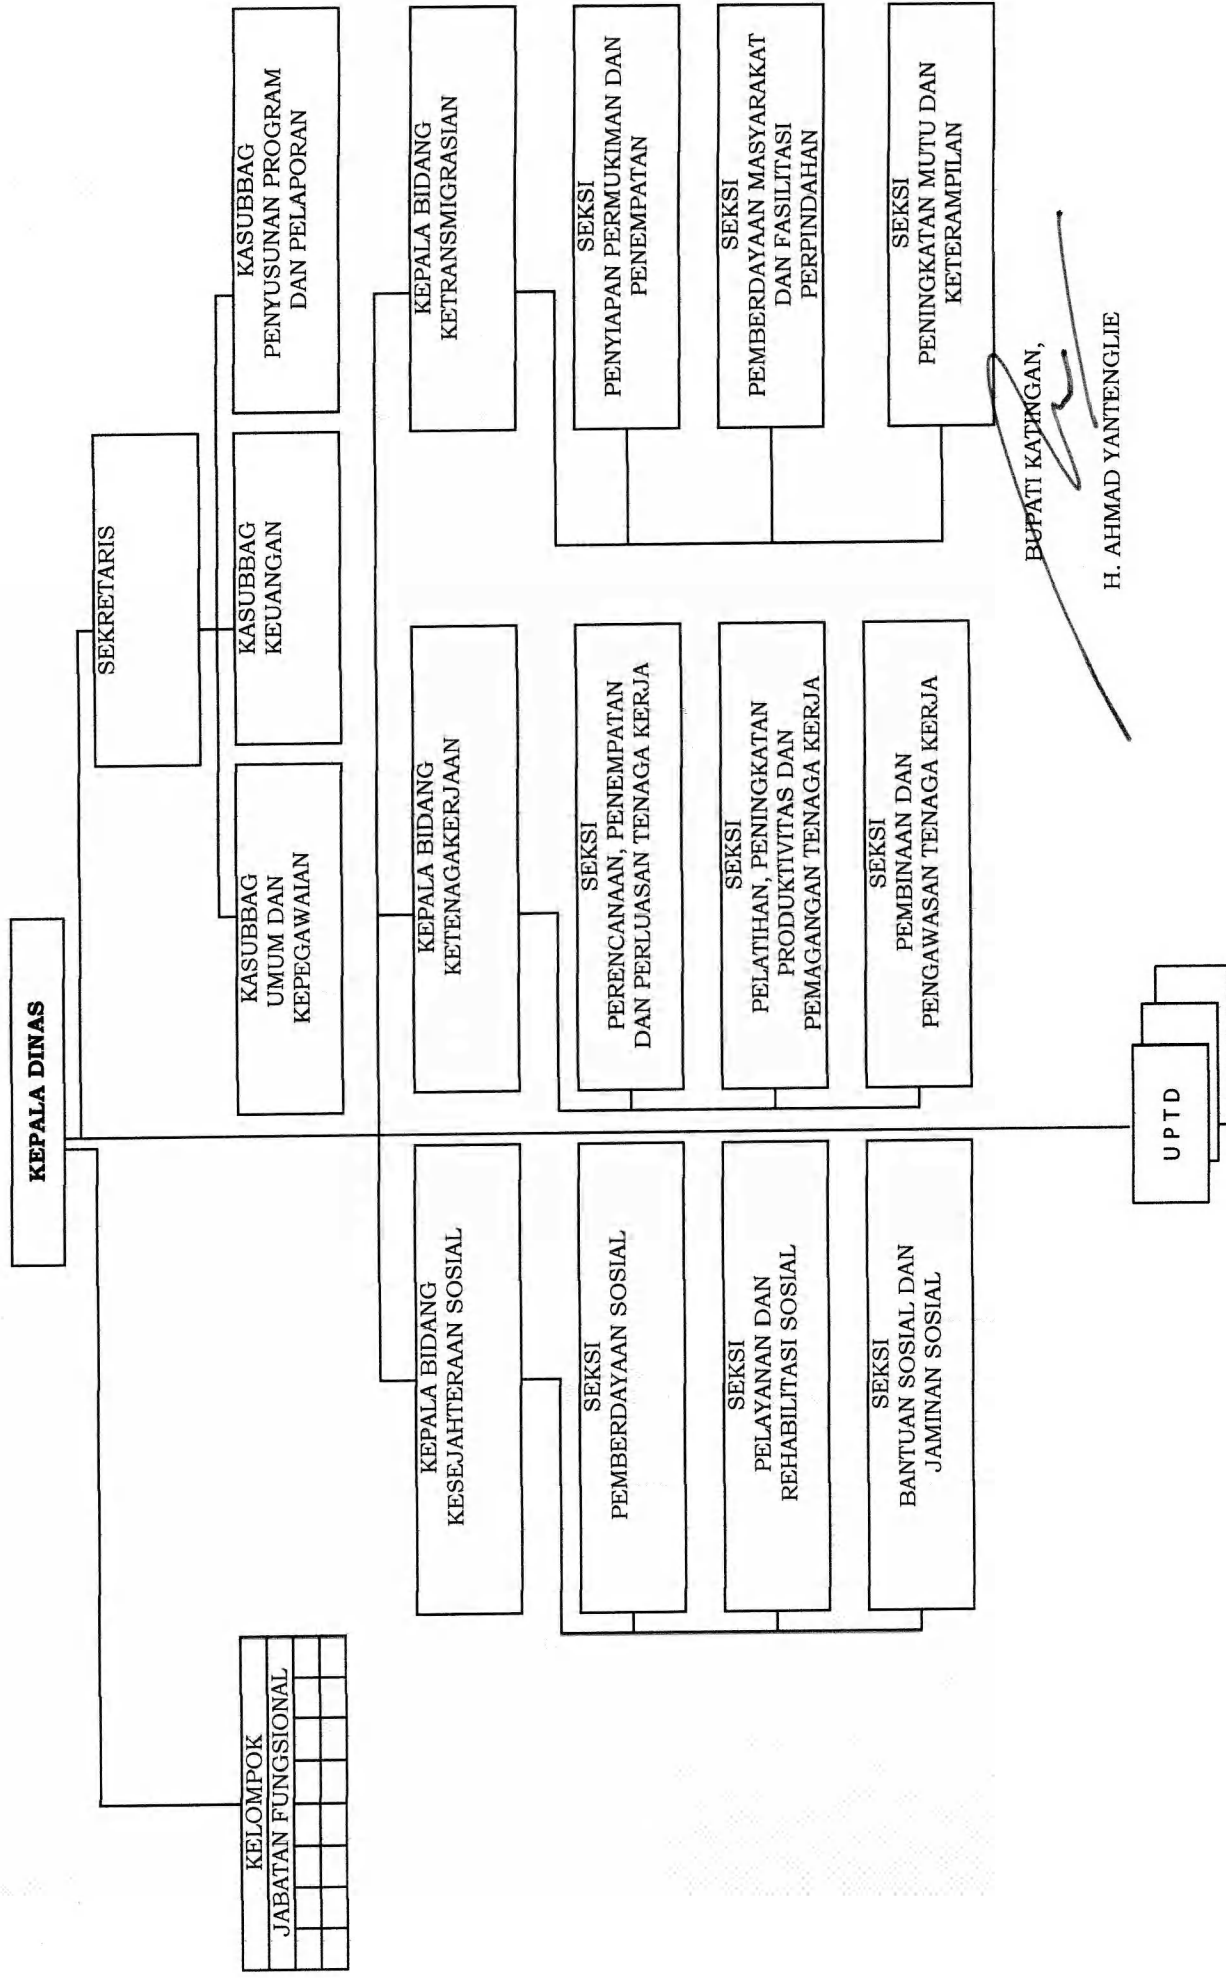 KEPALA DINAS
SEKRETARIS
KELOMPOK
JABATAN FUNGSIONAL
KASUBBAG
UMUM DAN
KEPEGAWAIAN
KASUBBAG
KEUANGAN
KASUBBAG
PENYUSUNAN PROGRAM
DAN PELAPORAN
KEPALA BIDANG
KESEJAHTERAAN SOSIAL
KEPALA BIDANG
KETENAGAKERJAAN
KEPALA BIDANG
KETRANSMIGRASIAN
SEKSI
PEMBERDAYAAN SOSIAL
SEKSI
PERENCANAAN, PENEMPATAN
DAN PERLUASAN TENAGA KERJA
SEKSI
PENYIAPAN PERMUKIMAN DAN
PENEMPATAN
SEKSI
PELAYANAN DAN
REHABILITASI SOSIAL
SEKSI
PELATIHAN, PENINGKATAN
PRODUKTIVITAS DAN
PEMAGANGAN TENAGA KERJA
SEKSI
PEMBERDAYAAN MASYARAKAT
DAN FASILITASI
PERPINDAHAN
SEKSI
BANTUAN SOSIAL DAN
JAMINAN SOSIAL
SEKSI
PEMBINAAN DAN
PENGAWASAN TENAGA KERJA
SEKSI
PENINGKATAN MUTU DAN
KETERAMPILAN
UPTD
BUPATI KATINGAN,
H. AHMAD YANTENGLIE